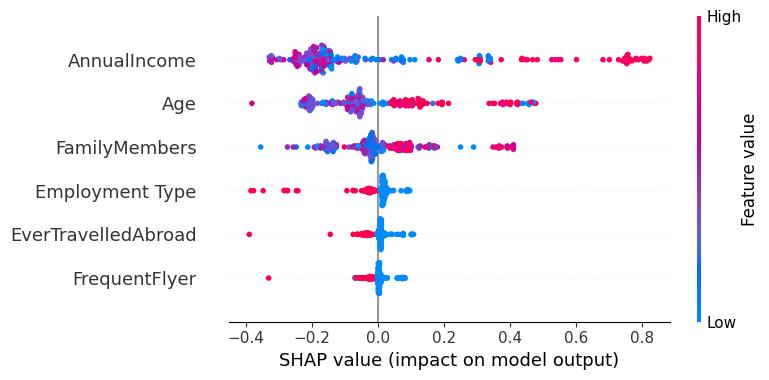 High
AnnualIncome
Age
FamilyMembers
Employment Type
EverTravelledAbroad
FrequentFlyer
Feature value
Low
−0.4 −0.2 0.0 0.2 0.4 0.6 0.8
SHAP value (impact on model output)